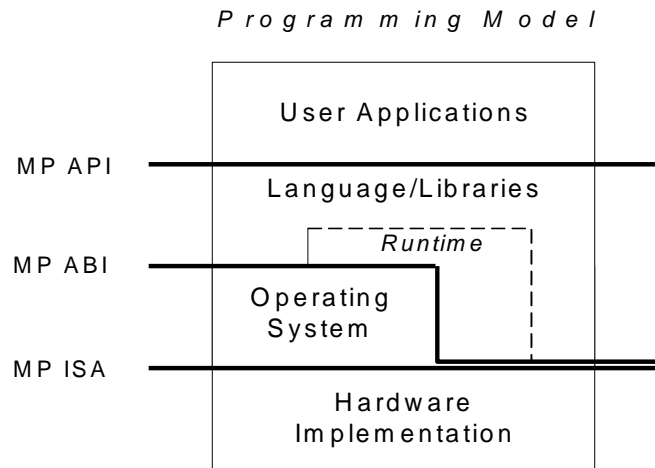 Programming Model
User Applications
MP API
Language/Libraries
Runtime
MP ABI
Operating
System
MP ISA
Hardware
Implementation